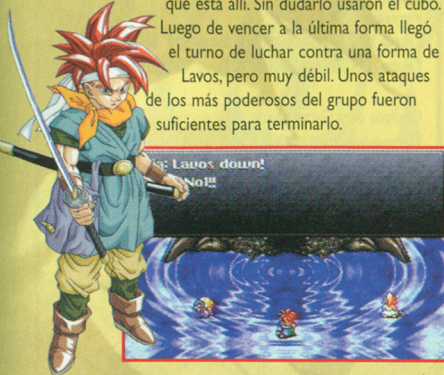 que está allí. Sin dudarlo usaron el cubo.
Luego de vencer a la última forma llegó
el turno de luchar contra una forma de
Lavos, pero muy débil. Unos ataques
de los más poderosos del grupo fueron
suficientes para terminarlo.
a: Lavos down!
No1!!